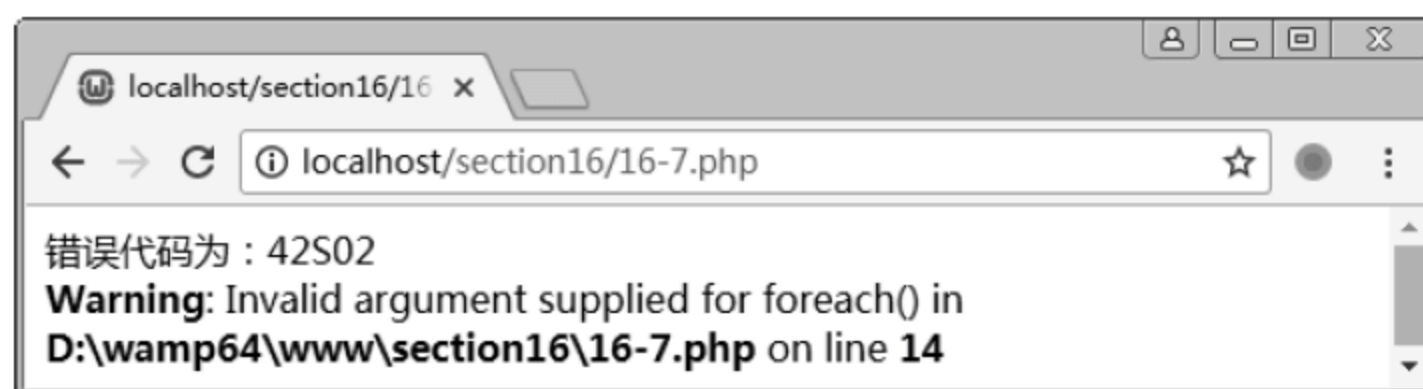 localhost/section16/16
localhost/section16/16-7.php
错误代码为：42S02
Warning: Invalid argument supplied for foreach() in
D:\wamp64\www\section16\16-7.php on line 14